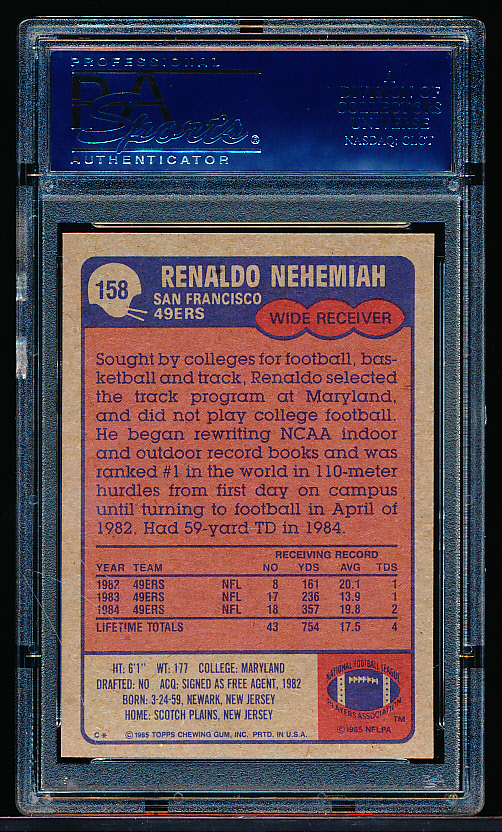 PROFESSIONAL
PSA
Sports®
AUTHENTICATOR
A
DIVISION OF
COLLECTORS
UNIVERSE
NASDAQ: CLCT
158
RENALDO NEHEMIAH
SAN FRANCISCO
49ERS
WIDE RECEIVER
Sought by colleges for football, bas-
ketball and track, Renaldo selected
the track program at Maryland,
and did not play college football.
He began rewriting NCAA indoor
and outdoor record books and was
ranked #1 in the world in 110-meter
hurdles from first day on campus
until turning to football in April of
1982. Had 59-yard TD in 1984.
RECEIVING RECORD
YEAR TEAM NO YDS AVG TDS
1982 49ERS NFL 8 161 20.1 1
1983 49ERS NFL 17 236 13.9 1
1984 49ERS NFL 18 357 19.8 2
LIFETIME TOTALS 43 754 17.5 4
HT: 6'1" WT: 177 COLLEGE: MARYLAND
DRAFTED: NO ACQ: SIGNED AS FREE AGENT, 1982
BORN: 3-24-59, NEWARK, NEW JERSEY
HOME: SCOTCH PLAINS, NEW JERSEY
C* ©1985 TOPPS CHEWING GUM, INC. PRTD. IN U.S.A.
NATIONAL FOOTBALL LEAGUE
PLAYERS ASSOCIATION
TM
©1985 NFLPA